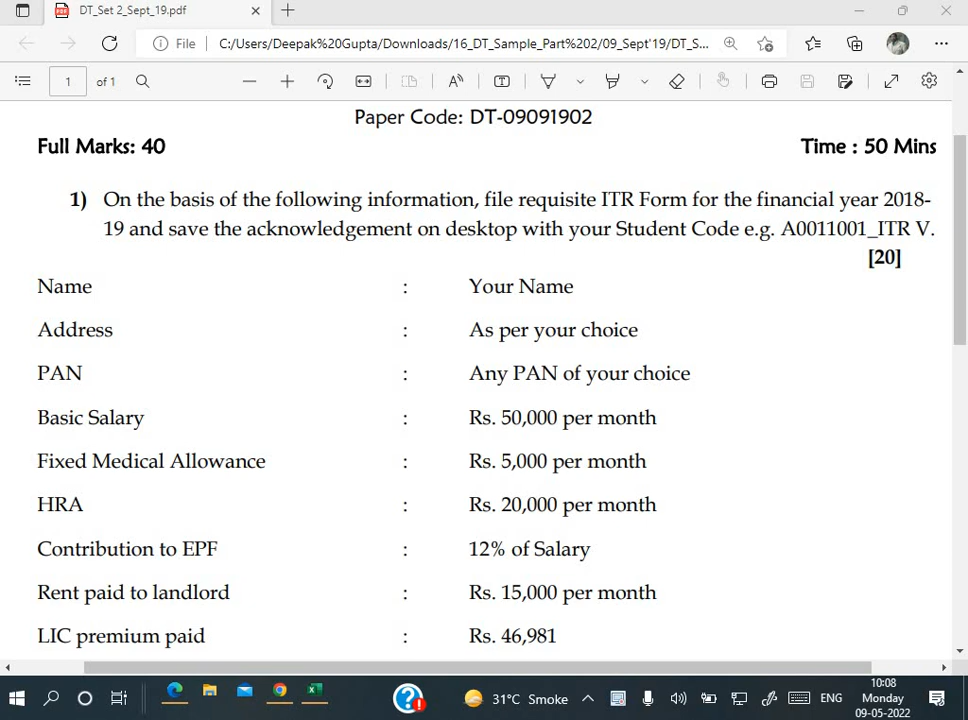 DT_Set 2_Sept_19.pdf
File C:/Users/Deepak%20Gupta/Downloads/16_DT_Sample_Part%202/09_Sept'19/DT_S...
1 of 1
Paper Code: DT-09091902
Full Marks: 40 Time : 50 Mins
1) On the basis of the following information, file requisite ITR Form for the financial year 2018-
19 and save the acknowledgement on desktop with your Student Code e.g. A0011001_ITR V.
[20]
Name : Your Name
Address : As per your choice
PAN : Any PAN of your choice
Basic Salary : Rs. 50,000 per month
Fixed Medical Allowance : Rs. 5,000 per month
HRA : Rs. 20,000 per month
Contribution to EPF : 12% of Salary
Rent paid to landlord : Rs. 15,000 per month
LIC premium paid : Rs. 46,981
31°C Smoke ENG
10:08
Monday
09-05-2022